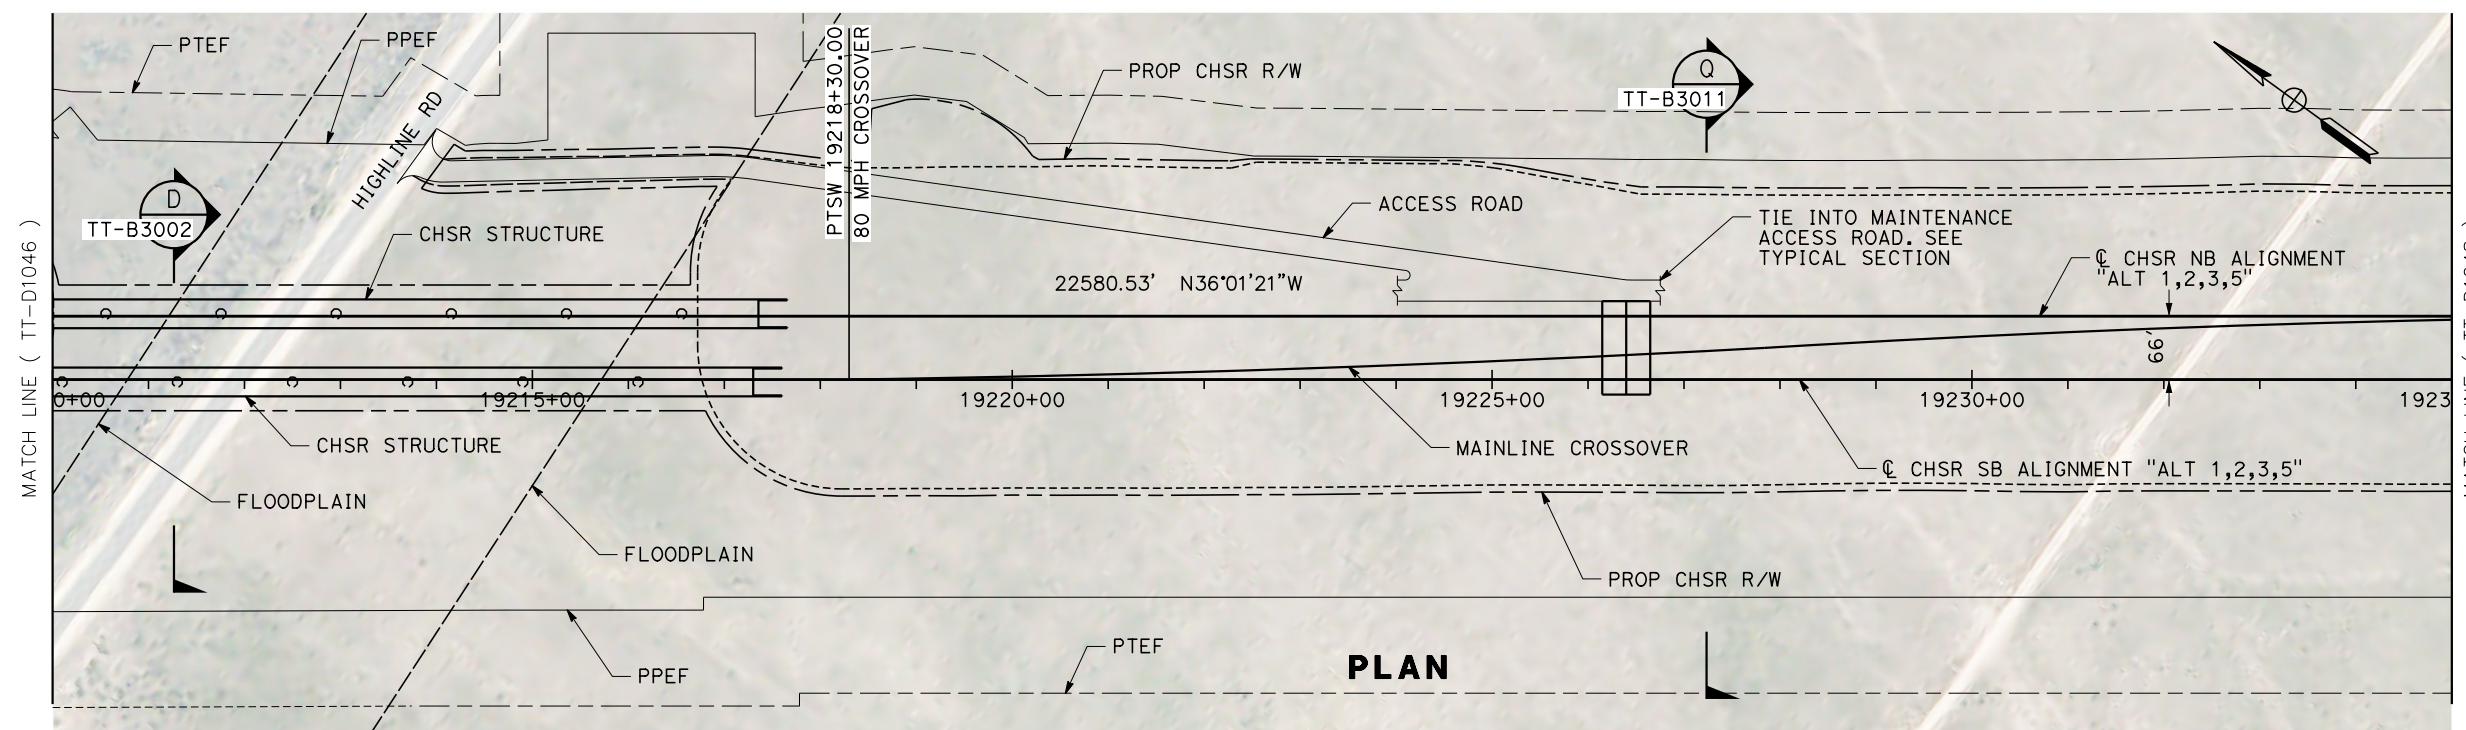 PTEF
PPEF
HIGHLINE RD
PTSW 19218+30.00
80 MPH CROSSOVER
PROP CHSR R/W
Q
TT-B3011
D
TT-B3002
CHSR STRUCTURE
ACCESS ROAD
TIE INTO MAINTENANCE
ACCESS ROAD. SEE
TYPICAL SECTION
22580.53' N36°01'21"W
℄ CHSR NB ALIGNMENT
"ALT 1,2,3,5"
66'
MATCH LINE ( TT-D1046 )
0+00
19215+00
19220+00
19225+00
19230+00
1923
CHSR STRUCTURE
MAINLINE CROSSOVER
℄ CHSR SB ALIGNMENT "ALT 1,2,3,5"
FLOODPLAIN
FLOODPLAIN
PROP CHSR R/W
PPEF
PTEF
PLAN